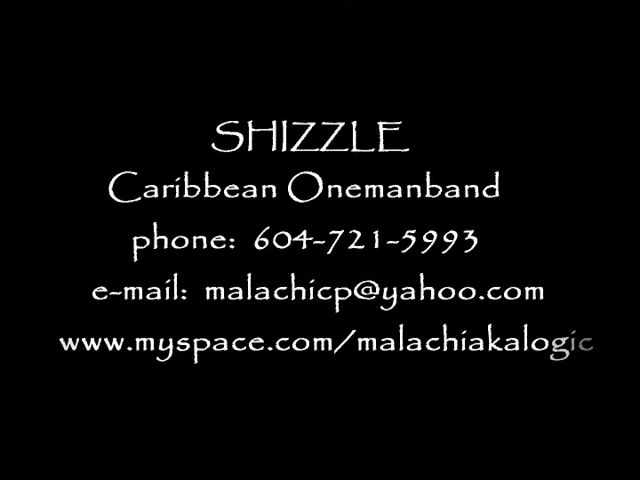 SHIZZLE
Caribbean Onemanband
phone: 604-721-5993
e-mail: malachicp@yahoo.com
www.myspace.com/malachiakalogic